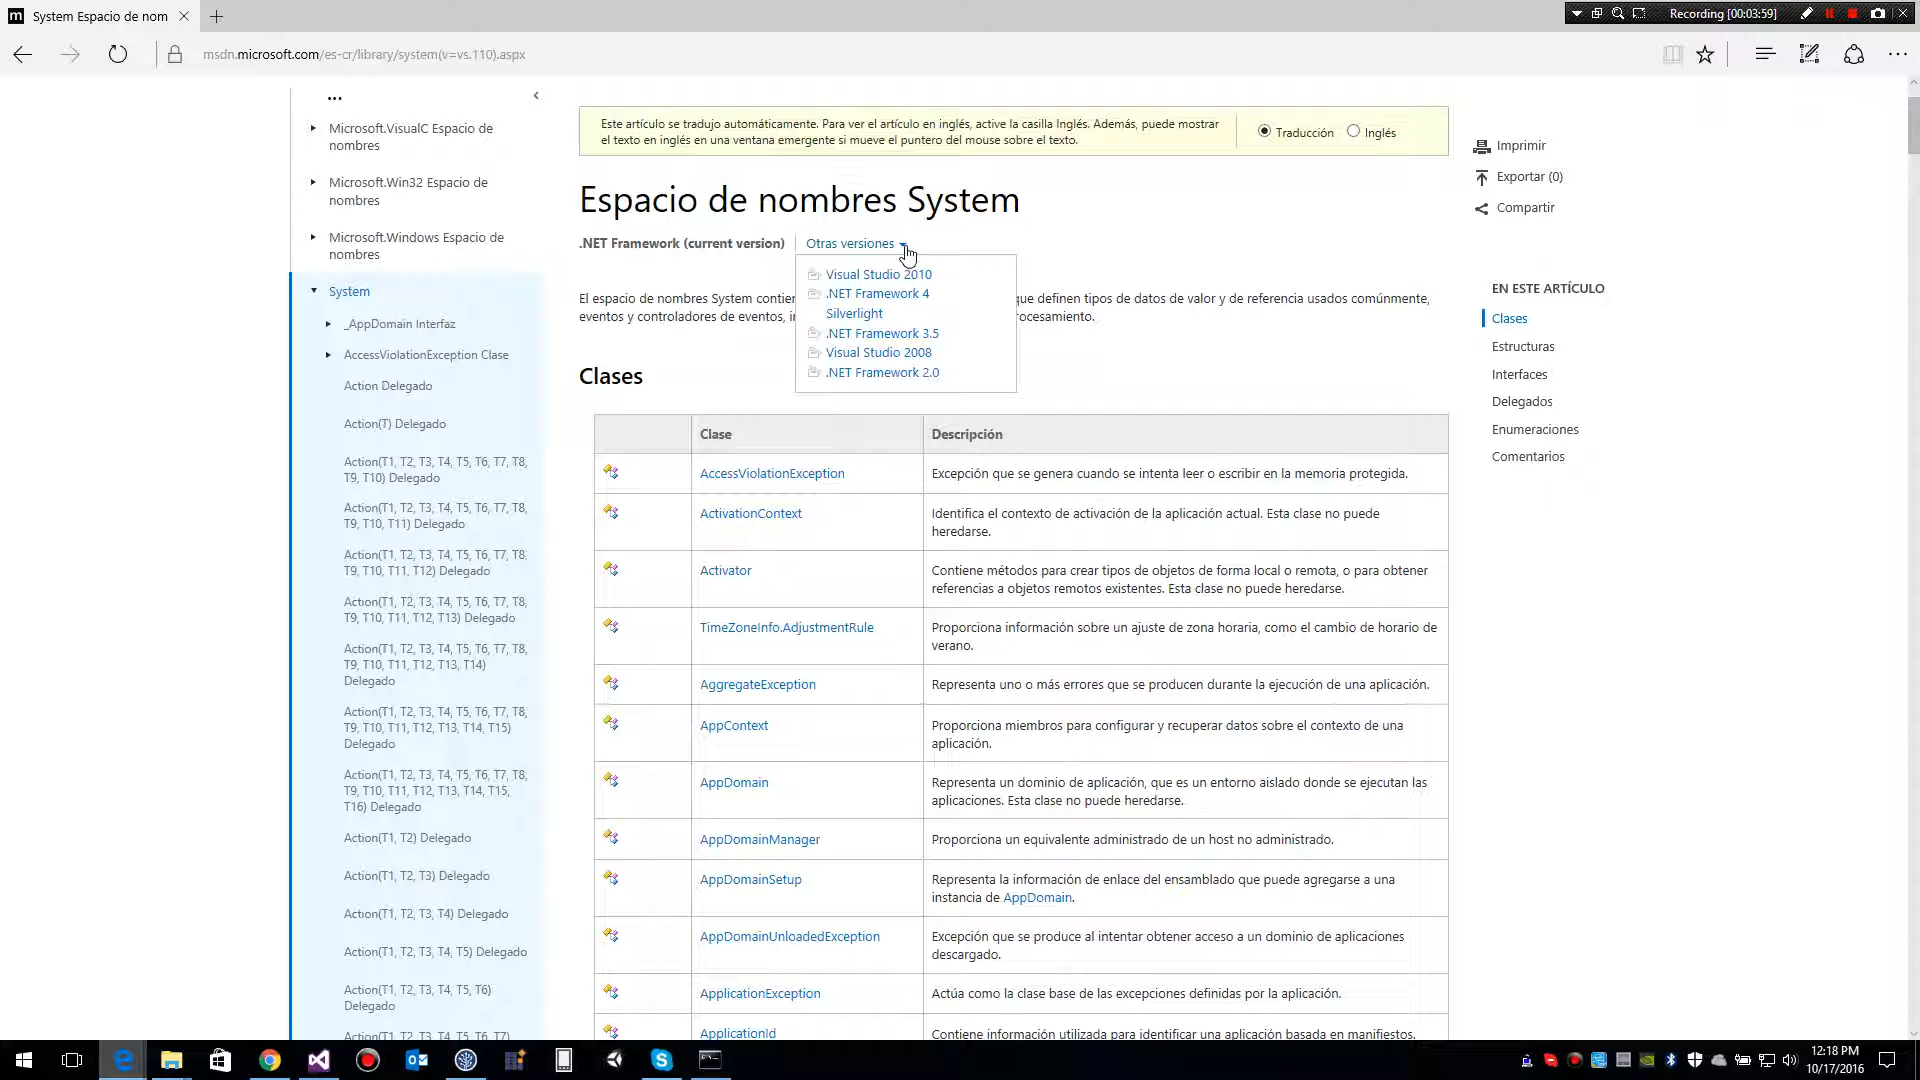 System Espacio de nom
Recording [00:03:59]
msdn.microsoft.com/es-cr/library/system(v=vs.110).aspx
...
Microsoft.VisualC Espacio de
nombres
Microsoft.Win32 Espacio de
nombres
Microsoft.Windows Espacio de
nombres
System
_AppDomain Interfaz
AccessViolationException Clase
Action Delegado
Action(T) Delegado
Action(T1, T2, T3, T4, T5, T6, T7, T8,
T9, T10) Delegado
Action(T1, T2, T3, T4, T5, T6, T7, T8,
T9, T10, T11) Delegado
Action(T1, T2, T3, T4, T5, T6, T7, T8,
T9, T10, T11, T12) Delegado
Action(T1, T2, T3, T4, T5, T6, T7, T8,
T9, T10, T11, T12, T13) Delegado
Action(T1, T2, T3, T4, T5, T6, T7, T8,
T9, T10, T11, T12, T13, T14)
Delegado
Action(T1, T2, T3, T4, T5, T6, T7, T8,
T9, T10, T11, T12, T13, T14, T15)
Delegado
Action(T1, T2, T3, T4, T5, T6, T7, T8,
T9, T10, T11, T12, T13, T14, T15,
T16) Delegado
Action(T1, T2) Delegado
Action(T1, T2, T3) Delegado
Action(T1, T2, T3, T4) Delegado
Action(T1, T2, T3, T4, T5) Delegado
Action(T1, T2, T3, T4, T5, T6)
Delegado
Action(T1, T2, T3, T4, T5, T6, T7)
Este artículo se tradujo automáticamente. Para ver el artículo en inglés, active la casilla Inglés. Además, puede mostrar
el texto en inglés en una ventana emergente si mueve el puntero del mouse sobre el texto.
Traducción Inglés
Espacio de nombres System
.NET Framework (current version) Otras versiones
Visual Studio 2010
.NET Framework 4
Silverlight
.NET Framework 3.5
Visual Studio 2008
.NET Framework 2.0
El espacio de nombres System contien que definen tipos de datos de valor y de referencia usados comúnmente,
eventos y controladores de eventos, i rocesamiento.
Clases
Clase Descripción
AccessViolationException Excepción que se genera cuando se intenta leer o escribir en la memoria protegida.
ActivationContext Identifica el contexto de activación de la aplicación actual. Esta clase no puede
heredarse.
Activator Contiene métodos para crear tipos de objetos de forma local o remota, o para obtener
referencias a objetos remotos existentes. Esta clase no puede heredarse.
TimeZoneInfo.AdjustmentRule Proporciona información sobre un ajuste de zona horaria, como el cambio de horario de
verano.
AggregateException Representa uno o más errores que se producen durante la ejecución de una aplicación.
AppContext Proporciona miembros para configurar y recuperar datos sobre el contexto de una
aplicación.
AppDomain Representa un dominio de aplicación, que es un entorno aislado donde se ejecutan las
aplicaciones. Esta clase no puede heredarse.
AppDomainManager Proporciona un equivalente administrado de un host no administrado.
AppDomainSetup Representa la información de enlace del ensamblado que puede agregarse a una
instancia de AppDomain.
AppDomainUnloadedException Excepción que se produce al intentar obtener acceso a un dominio de aplicaciones
descargado.
ApplicationException Actúa como la clase base de las excepciones definidas por la aplicación.
ApplicationId Contiene información utilizada para identificar una aplicación basada en manifiestos.
Imprimir
Exportar (0)
Compartir
EN ESTE ARTÍCULO
Clases
Estructuras
Interfaces
Delegados
Enumeraciones
Comentarios
12:18 PM
10/17/2016